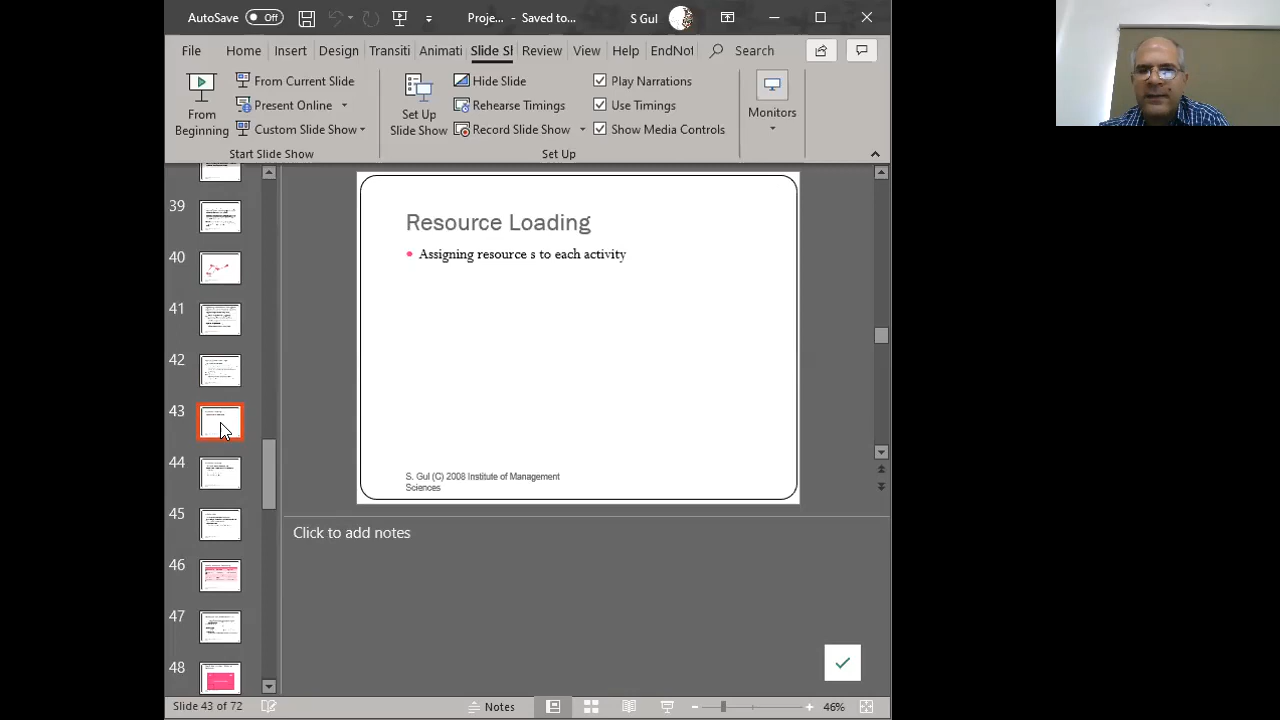 AutoSave Off Proje... - Saved to... S Gul
File Home Insert Design Transiti Animati Slide Sl Review View Help EndNot Search
From Beginning
From Current Slide
Present Online
Custom Slide Show
Start Slide Show
Set Up Slide Show
Hide Slide
Rehearse Timings
Record Slide Show
Play Narrations
Use Timings
Show Media Controls
Set Up
Monitors
39
40
41
42
43
44
45
46
47
48
Resource Loading
Assigning resource s to each activity
S. Gul (C) 2008 Institute of Management
Sciences
Click to add notes
Slide 43 of 72 Notes 46%